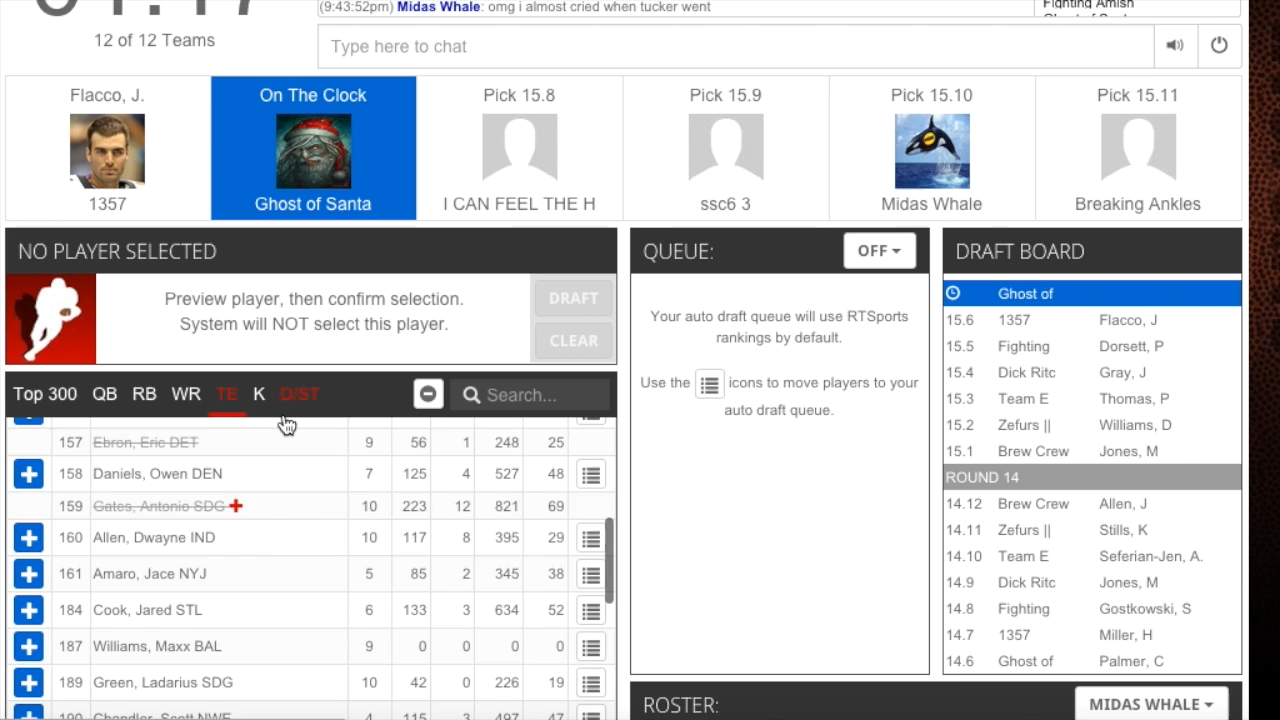 (9:43:52pm) Midas Whale: omg i almost cried when tucker went
Fighting Amish
12 of 12 Teams
Type here to chat
Flacco, J.
1357
On The Clock
Ghost of Santa
Pick 15.8
I CAN FEEL THE H
Pick 15.9
ssc6 3
Pick 15.10
Midas Whale
Pick 15.11
Breaking Ankles
NO PLAYER SELECTED
Preview player, then confirm selection.
System will NOT select this player.
DRAFT
CLEAR
Top 300 QB RB WR TE K D/ST Search...
157 Ebron, Eric DET 9 56 1 248 25
158 Daniels, Owen DEN 7 125 4 527 48
159 Gates, Antonio SDG 10 223 12 821 69
160 Allen, Dwayne IND 10 117 8 395 29
161 Amaro, Jace NYJ 5 85 2 345 38
184 Cook, Jared STL 6 133 3 634 52
187 Williams, Maxx BAL 9 0 0 0 0
189 Green, Ladarius SDG 10 42 0 226 19
190 Chandler, Scott NWE 4 115 3 497 47
QUEUE: OFF
Your auto draft queue will use RTSports
rankings by default.
Use the icons to move players to your
auto draft queue.
DRAFT BOARD
Ghost of
15.6 1357 Flacco, J
15.5 Fighting Dorsett, P
15.4 Dick Ritc Gray, J
15.3 Team E Thomas, P
15.2 Zefurs || Williams, D
15.1 Brew Crew Jones, M
ROUND 14
14.12 Brew Crew Allen, J
14.11 Zefurs || Stills, K
14.10 Team E Seferian-Jen, A.
14.9 Dick Ritc Jones, M
14.8 Fighting Gostkowski, S
14.7 1357 Miller, H
14.6 Ghost of Palmer, C
ROSTER: MIDAS WHALE